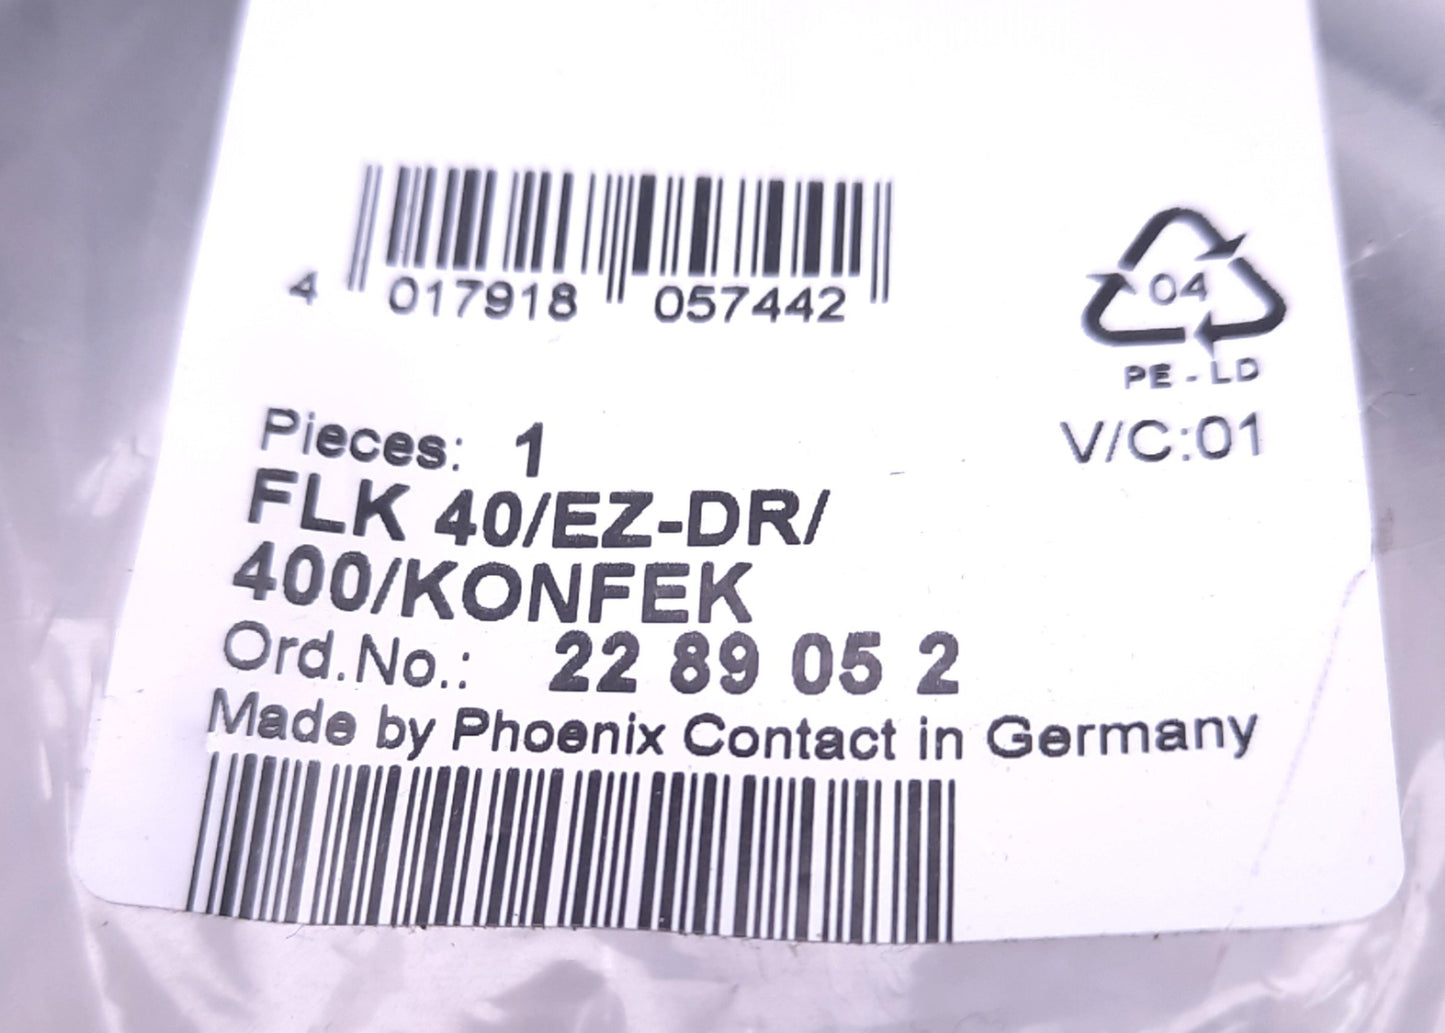 4 017918 057442
04
PE - LD
Pieces: 1
V/C:01
FLK 40/EZ-DR/
400/KONFEK
Ord.No.: 22 89 05 2
Made by Phoenix Contact in Germany